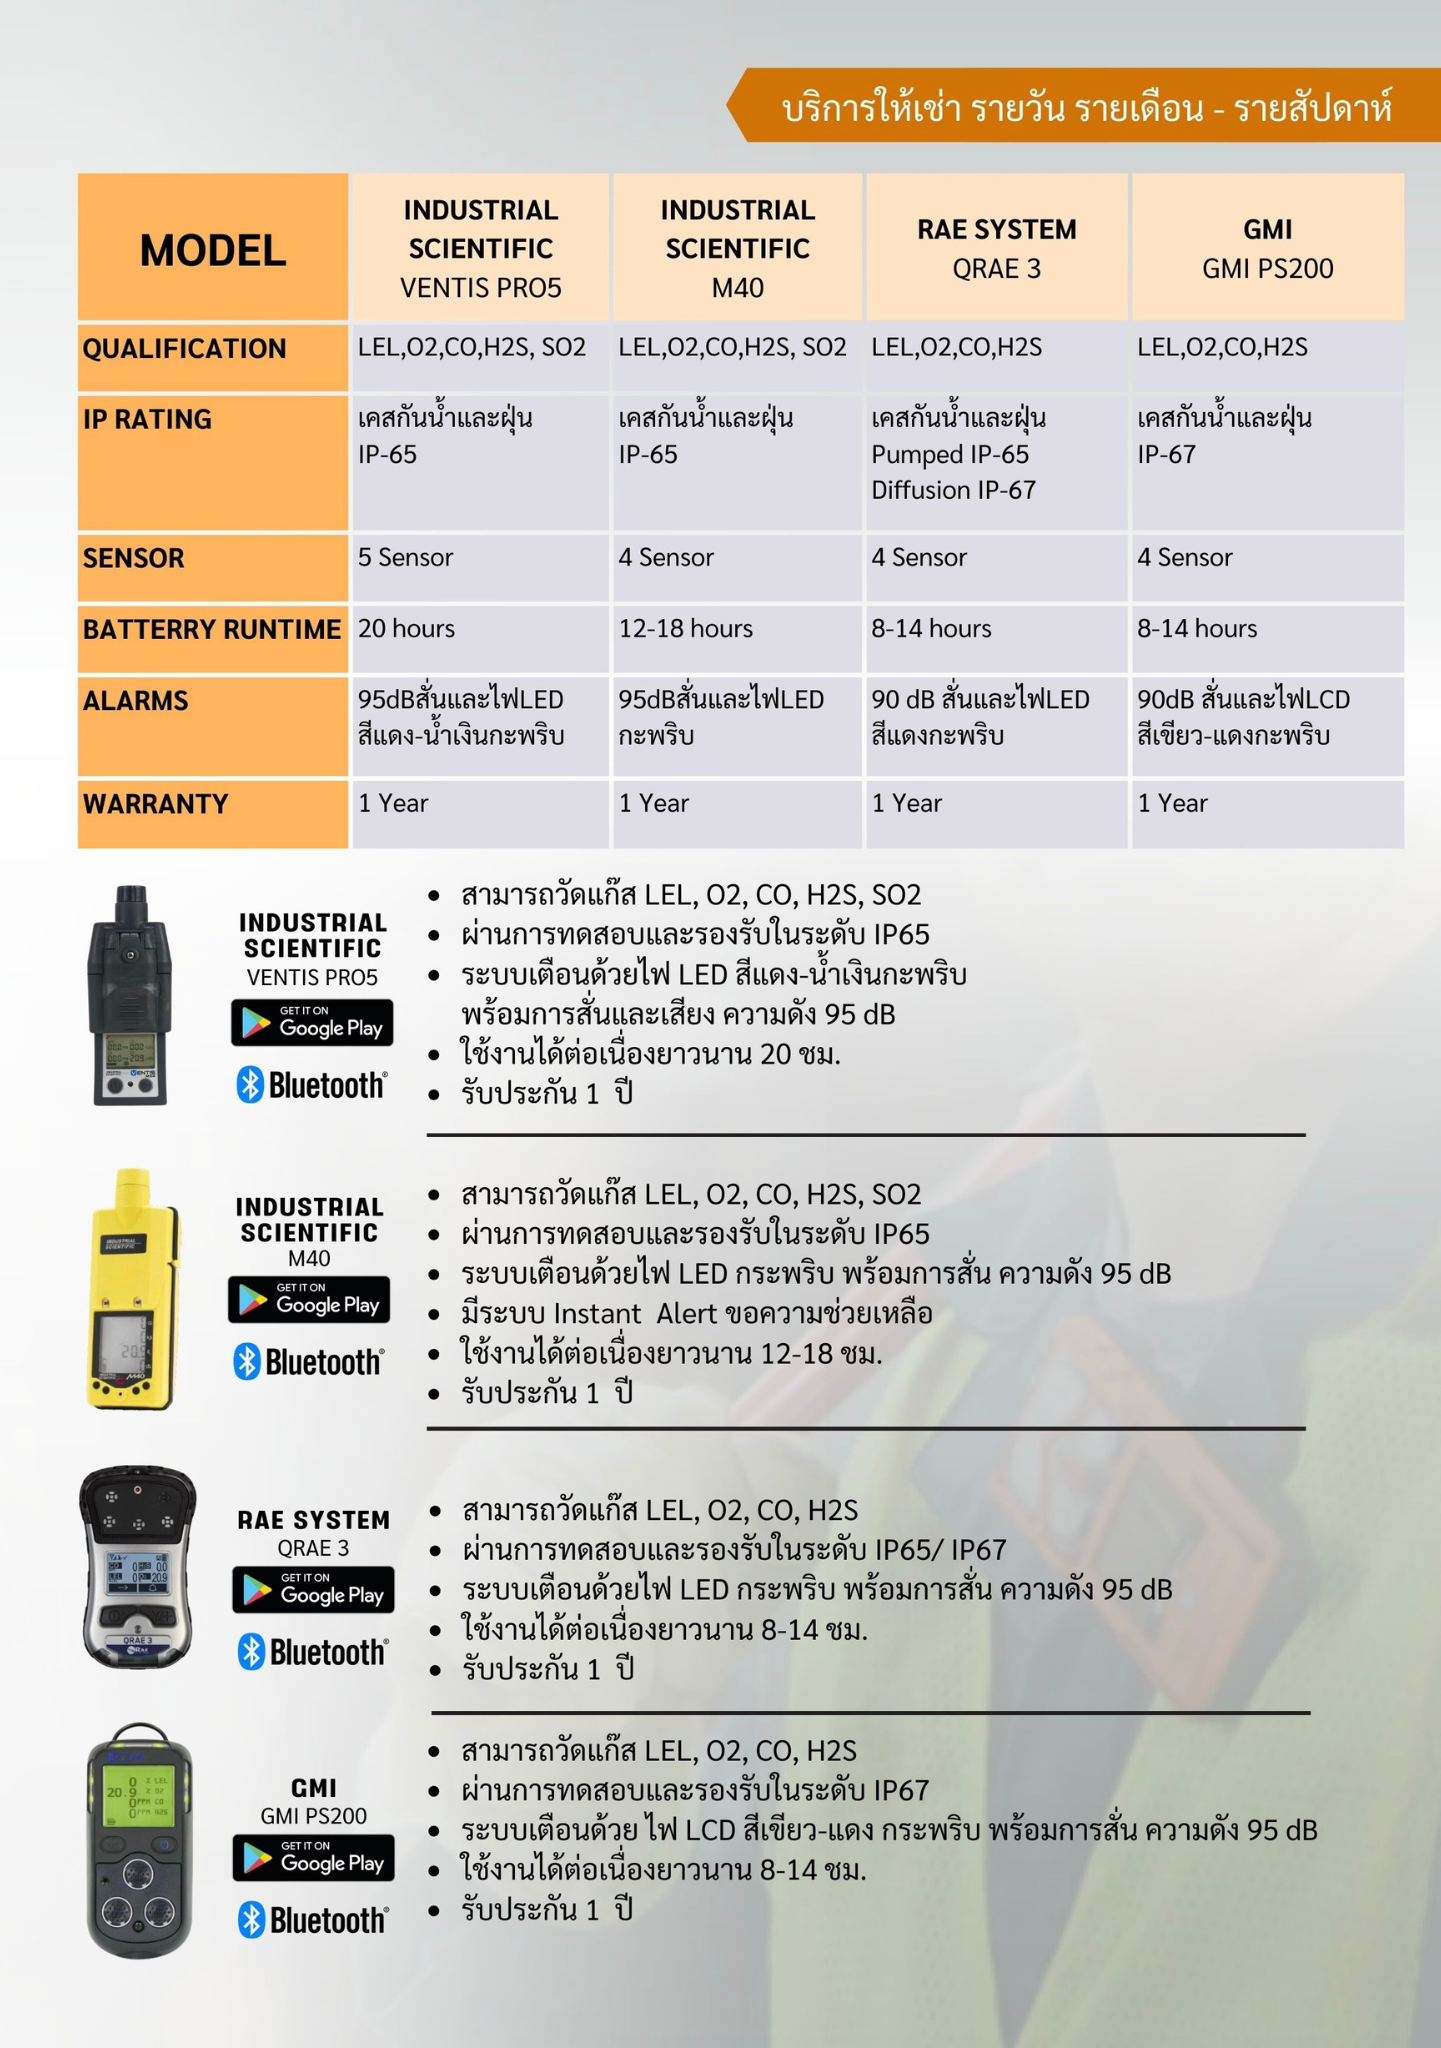 บริการให้เช่า รายวัน รายเดือน - รายสัปดาห์
MODEL
INDUSTRIAL
SCIENTIFIC
VENTIS PRO5
INDUSTRIAL
SCIENTIFIC
M40
RAE SYSTEM
QRAE 3
GMI
GMI PS200
QUALIFICATION
LEL,O2,CO,H2S, SO2
LEL,O2,CO,H2S, SO2
LEL,O2,CO,H2S
LEL,O2,CO,H2S
IP RATING
เคสกันน้ำและฝุ่น
IP-65
เคสกันน้ำและฝุ่น
IP-65
เคสกันน้ำและฝุ่น
Pumped IP-65
Diffusion IP-67
เคสกันน้ำและฝุ่น
IP-67
SENSOR
5 Sensor
4 Sensor
4 Sensor
4 Sensor
BATTERRY RUNTIME
20 hours
12-18 hours
8-14 hours
8-14 hours
ALARMS
95dBสั่นและไฟLED
สีแดง-น้ำเงินกะพริบ
95dBสั่นและไฟLED
กะพริบ
90 dB สั่นและไฟLED
สีแดงกะพริบ
90dB สั่นและไฟLCD
สีเขียว-แดงกะพริบ
WARRANTY
1 Year
1 Year
1 Year
1 Year
INDUSTRIAL
SCIENTIFIC
VENTIS PRO5
GET IT ON
Google Play
Bluetooth®
VENTIS
• สามารถวัดแก๊ส LEL, O2, CO, H2S, SO2
• ผ่านการทดสอบและรองรับในระดับ IP65
• ระบบเตือนด้วยไฟ LED สีแดง-น้ำเงินกะพริบ
พร้อมการสั่นและเสียง ความดัง 95 dB
• ใช้งานได้ต่อเนื่องยาวนาน 20 ชม.
• รับประกัน 1 ปี
INDUSTRIAL
SCIENTIFIC
M40
GET IT ON
Google Play
Bluetooth®
INDUSTRIAL
SCIENTIFIC
M40
• สามารถวัดแก๊ส LEL, O2, CO, H2S, SO2
• ผ่านการทดสอบและรองรับในระดับ IP65
• ระบบเตือนด้วยไฟ LED กระพริบ พร้อมการสั่น ความดัง 95 dB
• มีระบบ Instant Alert ขอความช่วยเหลือ
• ใช้งานได้ต่อเนื่องยาวนาน 12-18 ชม.
• รับประกัน 1 ปี
RAE SYSTEM
QRAE 3
GET IT ON
Google Play
Bluetooth®
CO 0 H2S 0.0
LEL 0 O2 20.9
QRAE 3
RAE
• สามารถวัดแก๊ส LEL, O2, CO, H2S
• ผ่านการทดสอบและรองรับในระดับ IP65/ IP67
• ระบบเตือนด้วยไฟ LED กระพริบ พร้อมการสั่น ความดัง 95 dB
• ใช้งานได้ต่อเนื่องยาวนาน 8-14 ชม.
• รับประกัน 1 ปี
GMI
GMI PS200
GET IT ON
Google Play
Bluetooth®
0 % LEL
20.9 % O2
0 PPM CO
0 PPM H2S
• สามารถวัดแก๊ส LEL, O2, CO, H2S
• ผ่านการทดสอบและรองรับในระดับ IP67
• ระบบเตือนด้วย ไฟ LCD สีเขียว-แดง กะพริบ พร้อมการสั่น ความดัง 95 dB
• ใช้งานได้ต่อเนื่องยาวนาน 8-14 ชม.
• รับประกัน 1 ปี